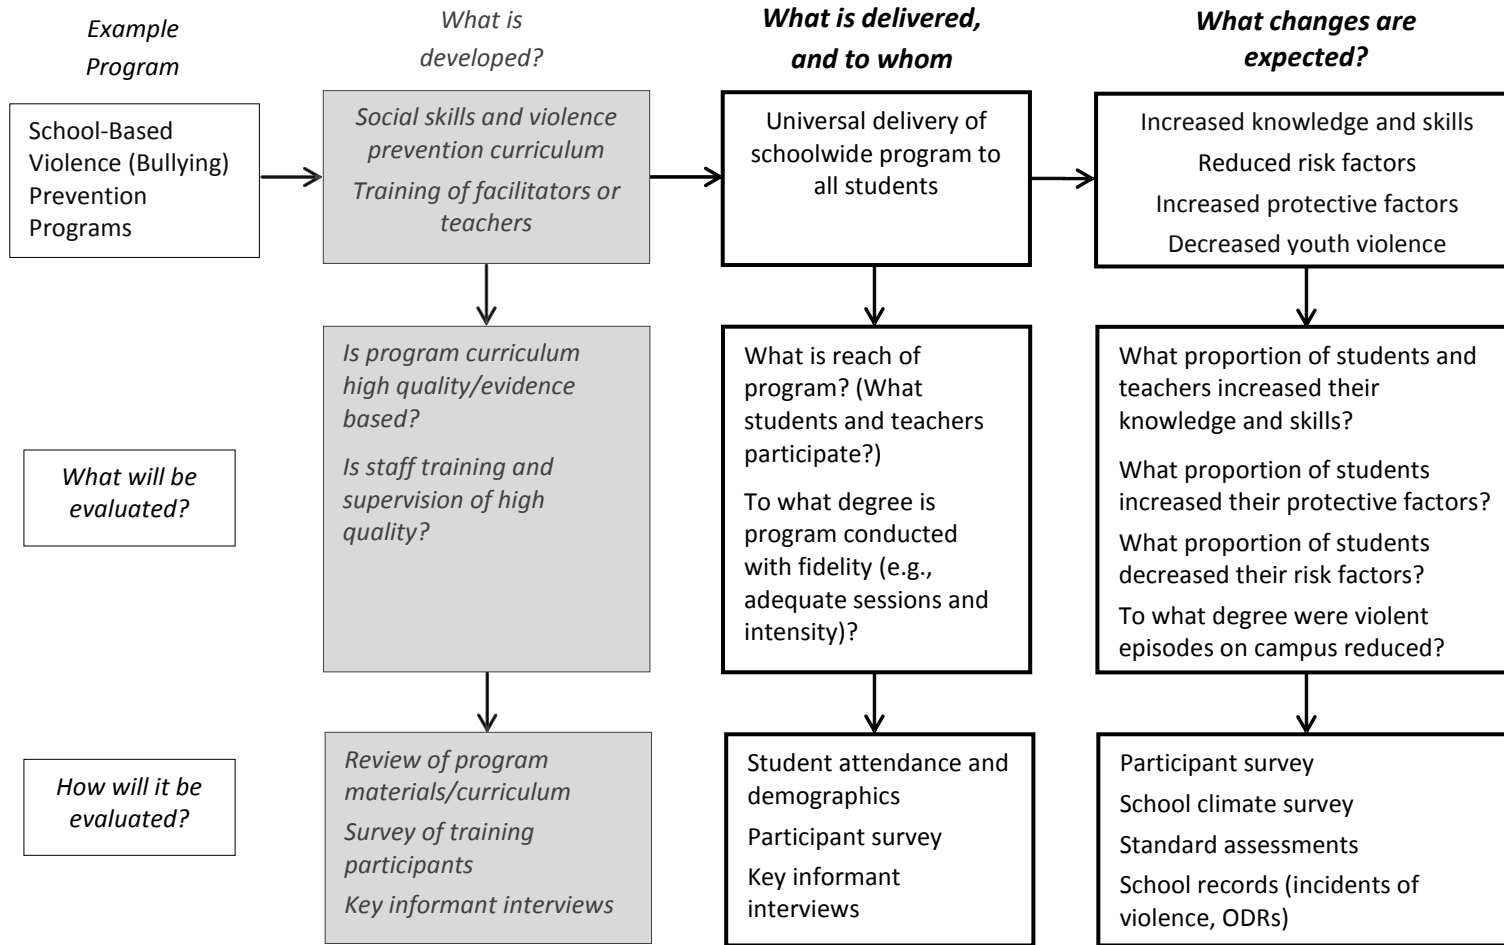 Example
Program
What is
developed?
What is delivered,
and to whom
What changes are
expected?
School-Based
Violence (Bullying)
Prevention
Programs
Social skills and violence
prevention curriculum
Training of facilitators or
teachers
Universal delivery of
schoolwide program to
all students
Increased knowledge and skills
Reduced risk factors
Increased protective factors
Decreased youth violence
What will be
evaluated?
Is program curriculum
high quality/evidence
based?
Is staff training and
supervision of high
quality?
What is reach of
program? (What
students and teachers
participate?)
To what degree is
program conducted
with fidelity (e.g.,
adequate sessions and
intensity)?
What proportion of students and
teachers increased their
knowledge and skills?
What proportion of students
increased their protective factors?
What proportion of students
decreased their risk factors?
To what degree were violent
episodes on campus reduced?
How will it be
evaluated?
Review of program
materials/curriculum
Survey of training
participants
Key informant interviews
Student attendance and
demographics
Participant survey
Key informant
interviews
Participant survey
School climate survey
Standard assessments
School records (incidents of
violence, ODRs)